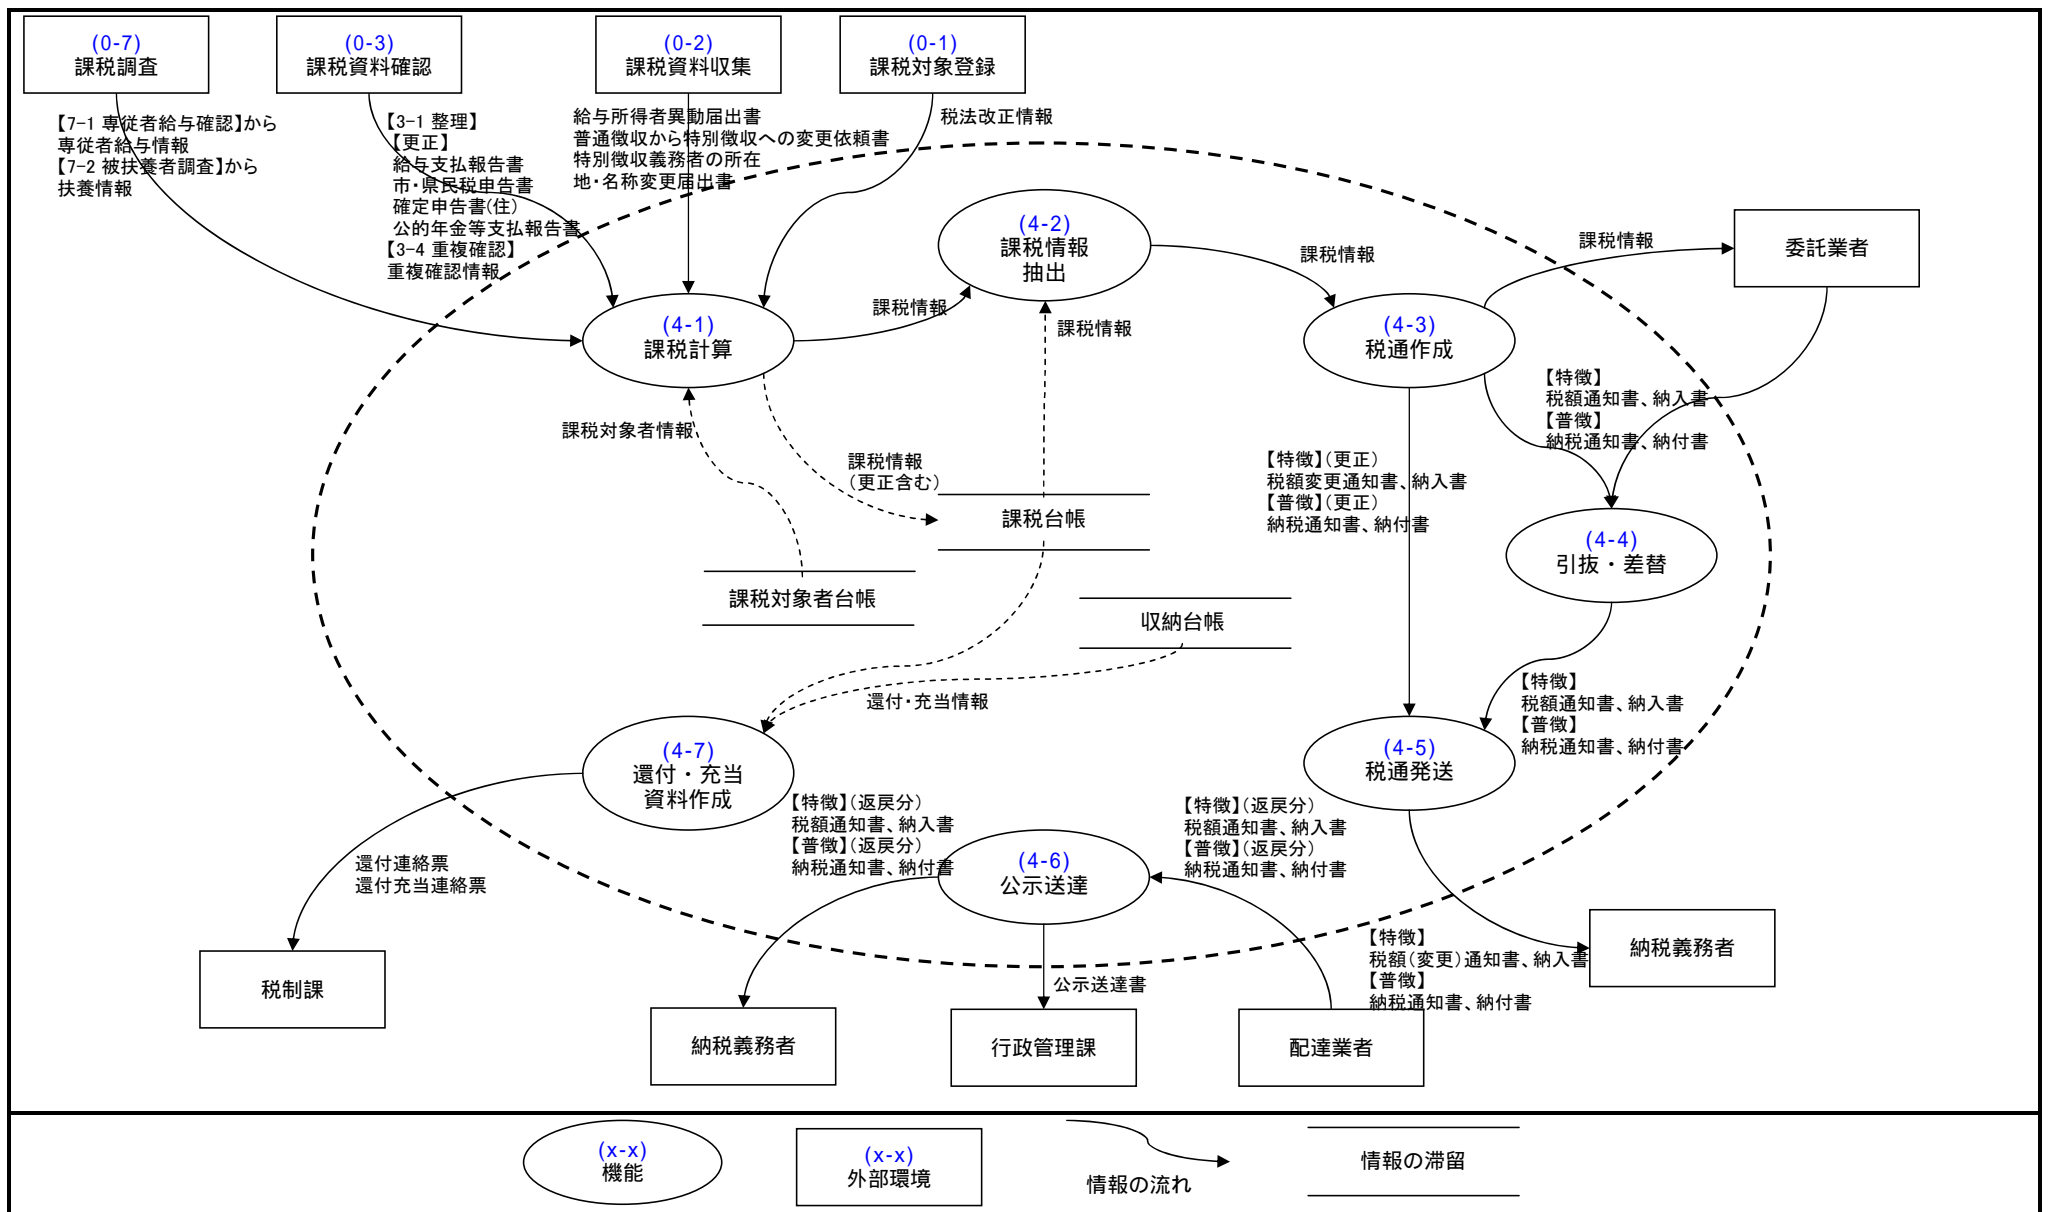 (0-7)
課税調査
(0-3)
課税資料確認
(0-2)
課税資料収集
(0-1)
課税対象登録
【7-1 専従者給与確認】から
専従者給与情報
【7-2 被扶養者調査】から
扶養情報
【3-1 整理】
【更正】
給与支払報告書
市・県民税申告書
確定申告書(住)
公的年金等支払報告書
【3-4 重複確認】
重複確認情報
給与所得者異動届出書
普通徴収から特別徴収への変更依頼書
特別徴収義務者の所在
地・名称変更届出書
税法改正情報
(4-1)
課税計算
課税情報
(4-2)
課税情報
抽出
課税情報
課税情報
(4-3)
税通作成
課税情報
委託業者
課税対象者情報
課税情報
(更正含む)
課税台帳
課税対象者台帳
収納台帳
還付・充当情報
【特徴】
税額通知書、納入書
【普徴】
納税通知書、納付書
【特徴】(更正)
税額変更通知書、納入書
【普徴】(更正)
納税通知書、納付書
(4-4)
引抜・差替
【特徴】
税額通知書、納入書
【普徴】
納税通知書、納付書
(4-5)
税通発送
(4-7)
還付・充当
資料作成
還付連絡票
還付充当連絡票
税制課
【特徴】(返戻分)
税額通知書、納入書
【普徴】(返戻分)
納税通知書、納付書
(4-6)
公示送達
【特徴】(返戻分)
税額通知書、納入書
【普徴】(返戻分)
納税通知書、納付書
【特徴】
税額(変更)通知書、納入書
【普徴】
納税通知書、納付書
納税義務者
公示送達書
納税義務者
行政管理課
配達業者
(x-x)
機能
(x-x)
外部環境
情報の流れ
情報の滞留